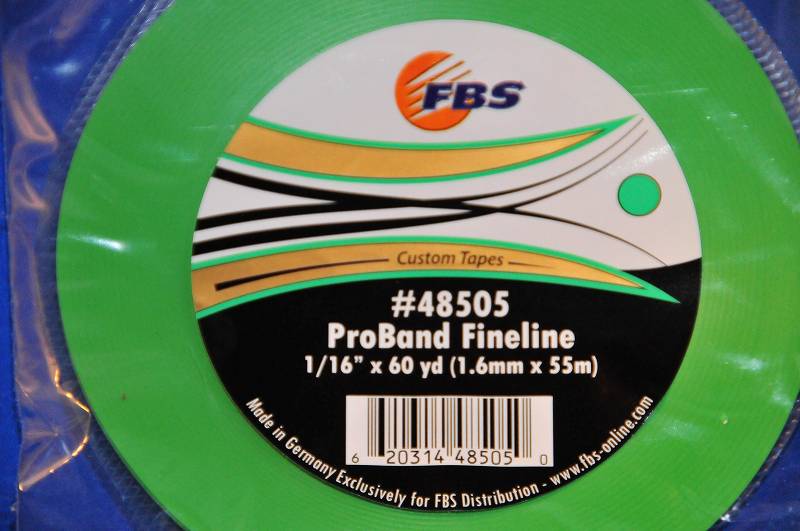 FBS
Custom Tapes
#48505
ProBand Fineline
1/16" x 60 yd (1.6mm x 55m)
6 20314 48505 0
Made in Germany Exclusively for FBS Distribution - www.fbs-online.com